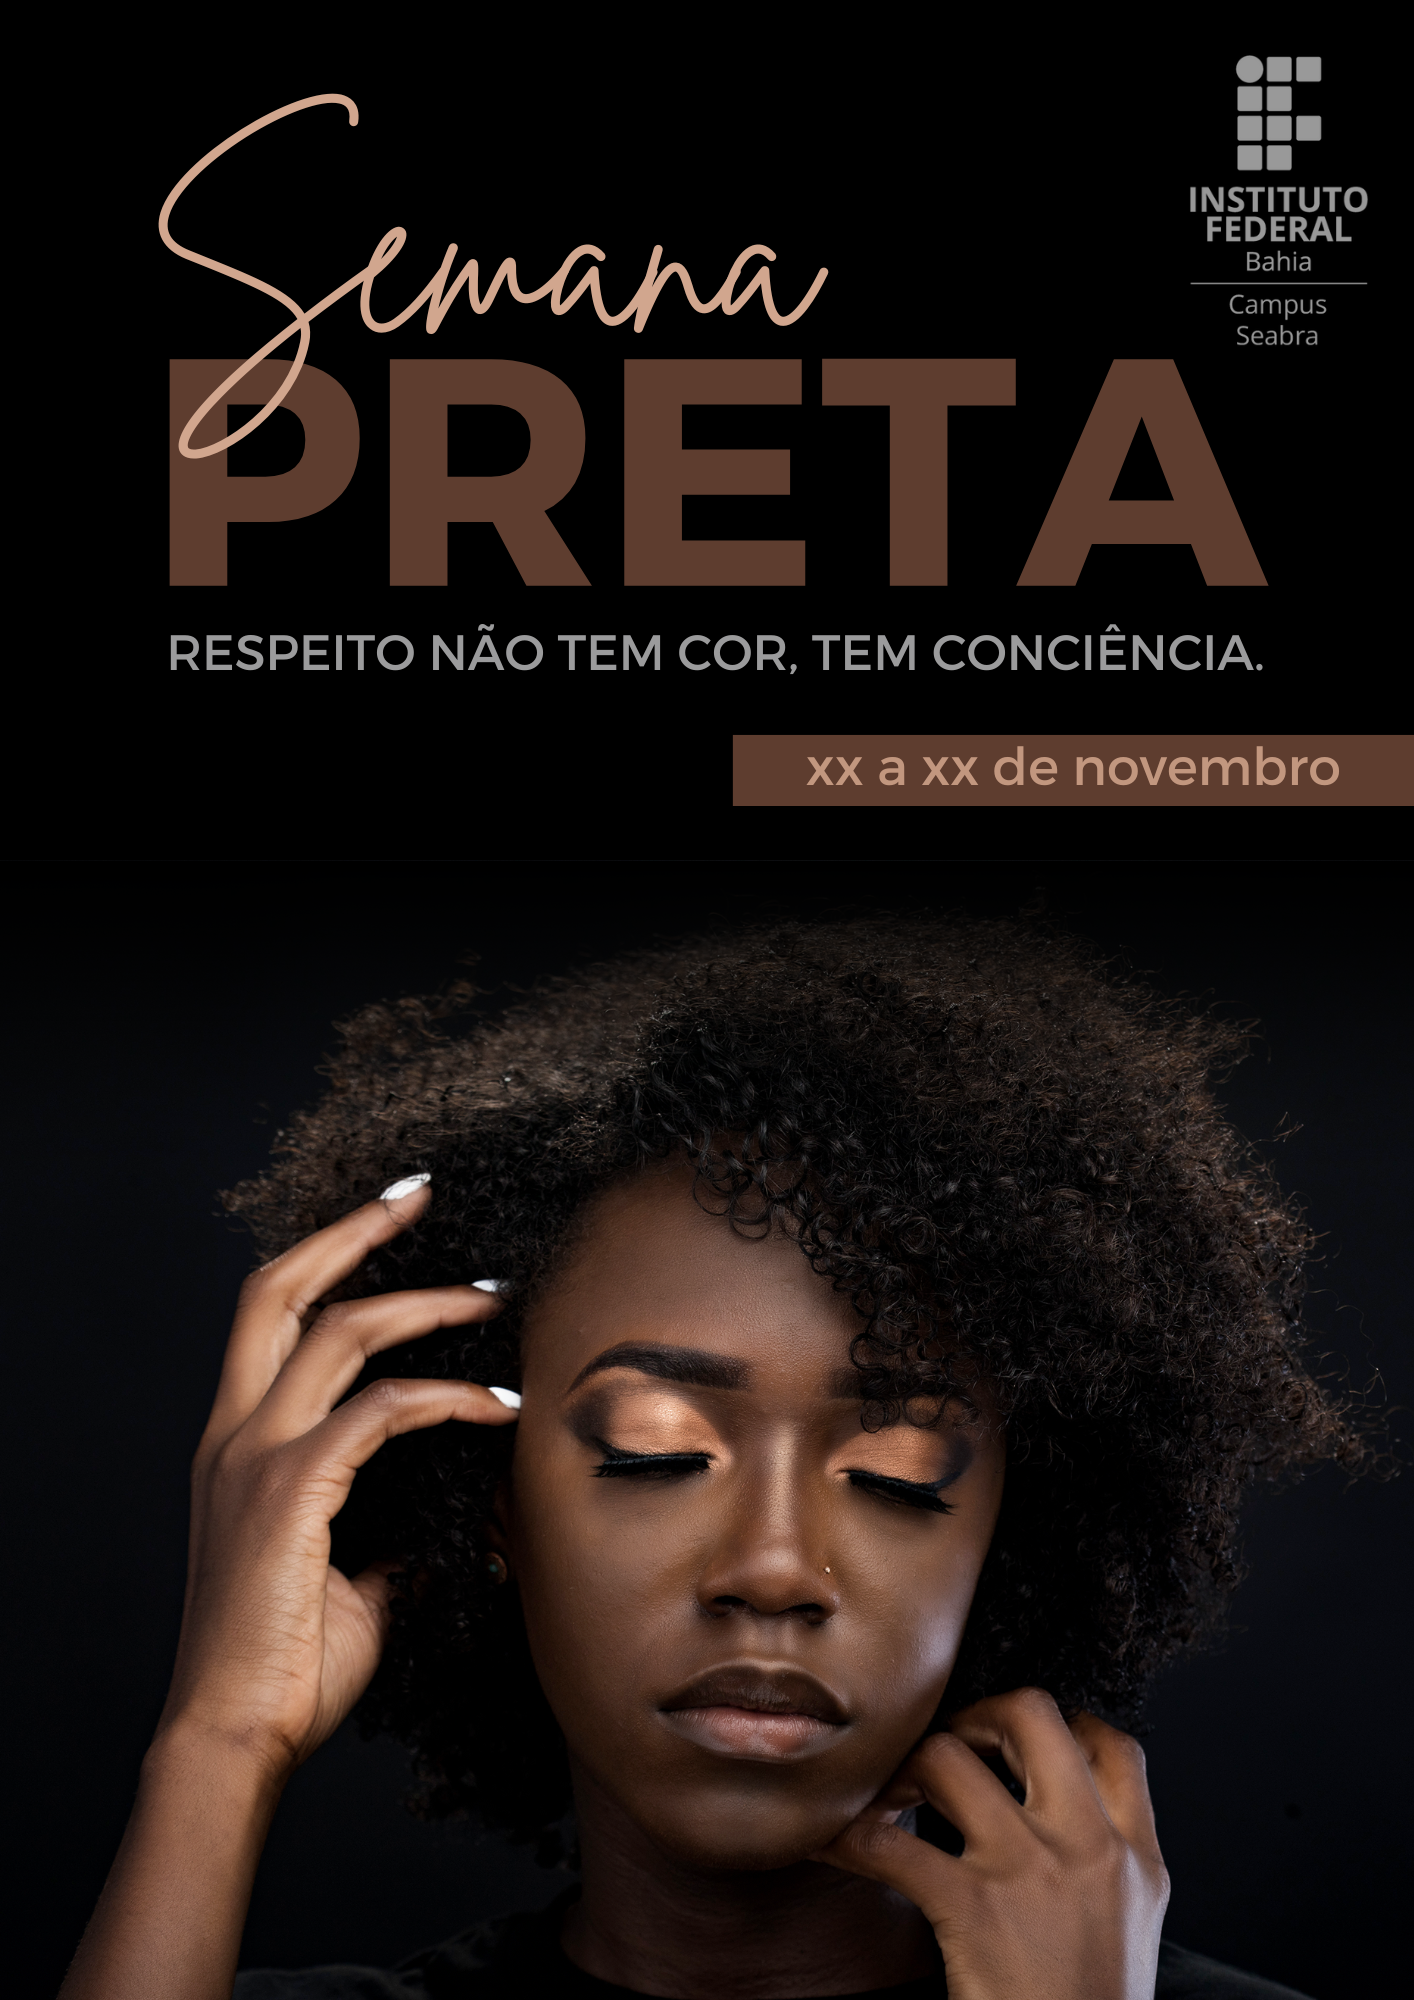 INSTITUTO
FEDERAL
Bahia
Campus
Seabra
Semana
PRETA
RESPEITO NÃO TEM COR, TEM CONCIÊNCIA.
xx a xx de novembro